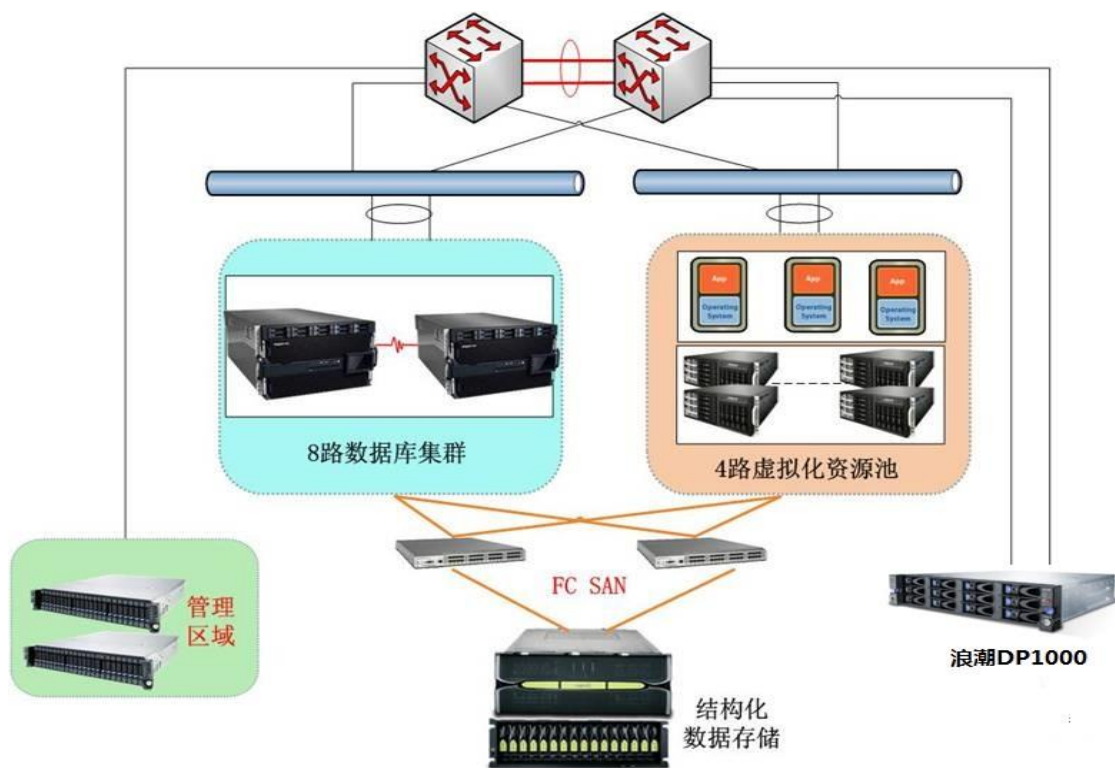 App
Operating
System
App
Operating
System
App
Operating
System
8路数据库集群
4路虚拟化资源池
FC SAN
管理
区域
浪潮DP1000
结构化
数据存储